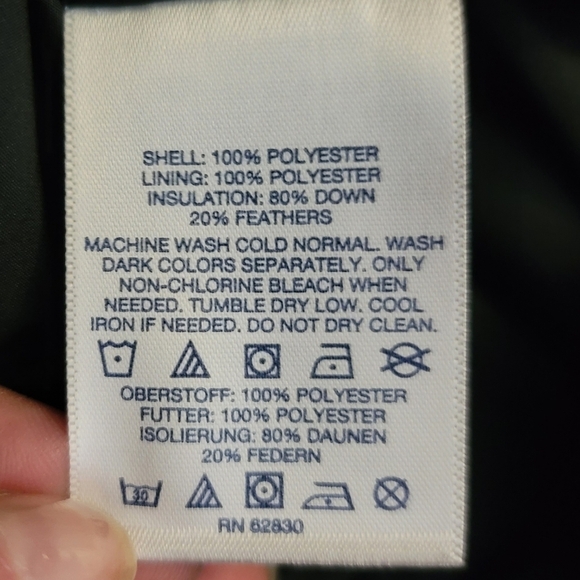 SHELL: 100% POLYESTER
LINING: 100% POLYESTER
INSULATION: 80% DOWN
20% FEATHERS
MACHINE WASH COLD NORMAL. WASH
DARK COLORS SEPARATELY. ONLY
NON-CHLORINE BLEACH WHEN
NEEDED. TUMBLE DRY LOW. COOL
IRON IF NEEDED. DO NOT DRY CLEAN.
OBERSTOFF: 100% POLYESTER
FUTTER: 100% POLYESTER
ISOLIERUNG: 80% DAUNEN
20% FEDERN
30
RN 62830